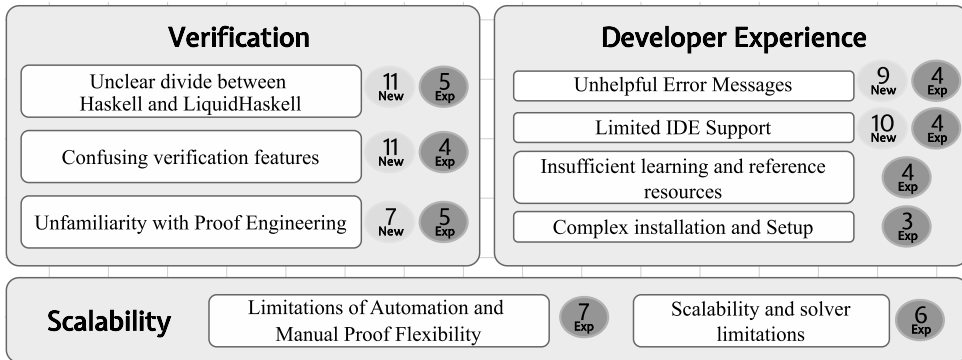 Verification
Unclear divide between
Haskell and LiquidHaskell
11
New
5
Exp
Confusing verification features
11
New
4
Exp
Unfamiliarity with Proof Engineering
7
New
5
Exp
Developer Experience
Unhelpful Error Messages
9
New
4
Exp
Limited IDE Support
10
New
4
Exp
Insufficient learning and reference
resources
4
Exp
Complex installation and Setup
3
Exp
Scalability
Limitations of Automation and
Manual Proof Flexibility
7
Exp
Scalability and solver
limitations
6
Exp